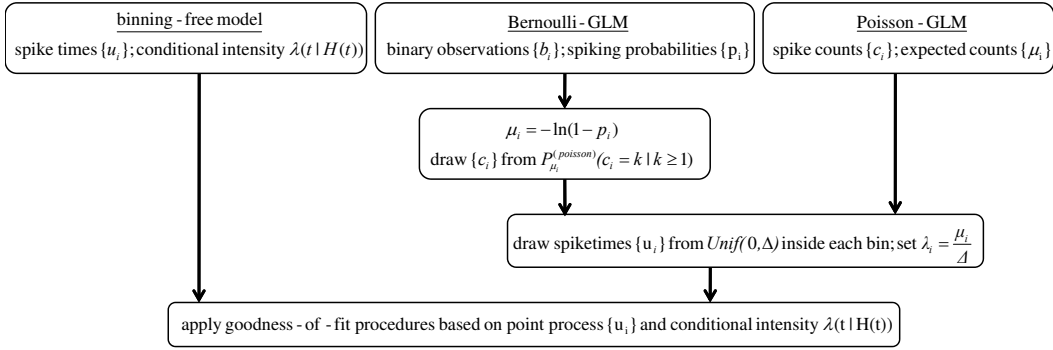 binning - free model
spike times {u_i}; conditional intensity λ(t | H(t))
Bernoulli - GLM
binary observations {b_i}; spiking probabilities {p_i}
Poisson - GLM
spike counts {c_i}; expected counts {μ_i}
μ_i = −ln(1 − p_i)
draw {c_i} from P_{μ_i}^{(poisson)}(c_i = k | k ≥ 1)
draw spiketimes {u_i} from Unif(0,Δ) inside each bin; set λ_i = μ_i/Δ
apply goodness - of - fit procedures based on point process {u_i} and conditional intensity λ(t | H(t))